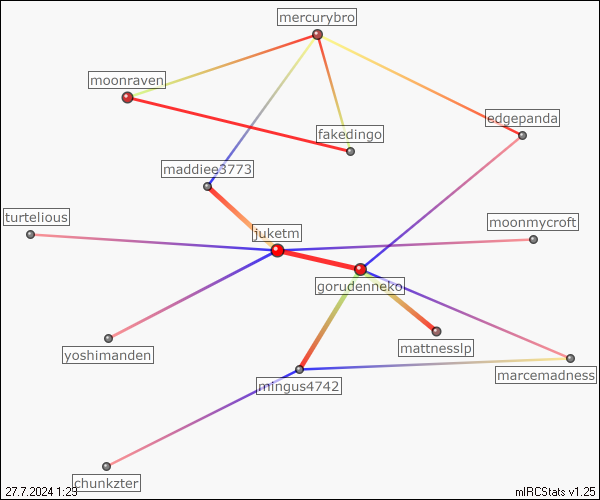 mercurybro
moonraven
edgepanda
fakedingo
maddiee3773
turtelious
moonmycroft
juketm
gorudenneko
mattnesslp
yoshimanden
marcemadness
mingus4742
chunkzter
27.7.2024 1:29
mIRCStats v1.25